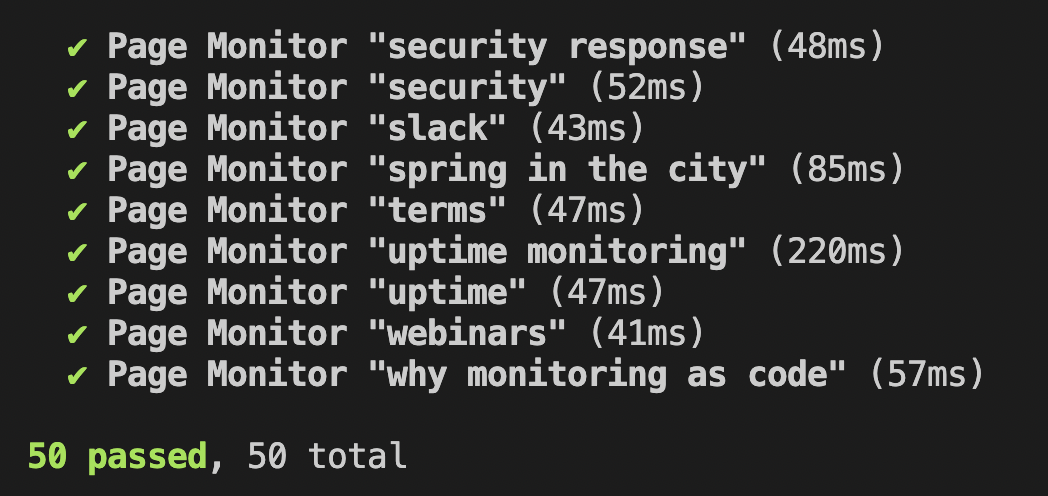 ✔ Page Monitor "security response" (48ms)
✔ Page Monitor "security" (52ms)
✔ Page Monitor "slack" (43ms)
✔ Page Monitor "spring in the city" (85ms)
✔ Page Monitor "terms" (47ms)
✔ Page Monitor "uptime monitoring" (220ms)
✔ Page Monitor "uptime" (47ms)
✔ Page Monitor "webinars" (41ms)
✔ Page Monitor "why monitoring as code" (57ms)
50 passed, 50 total